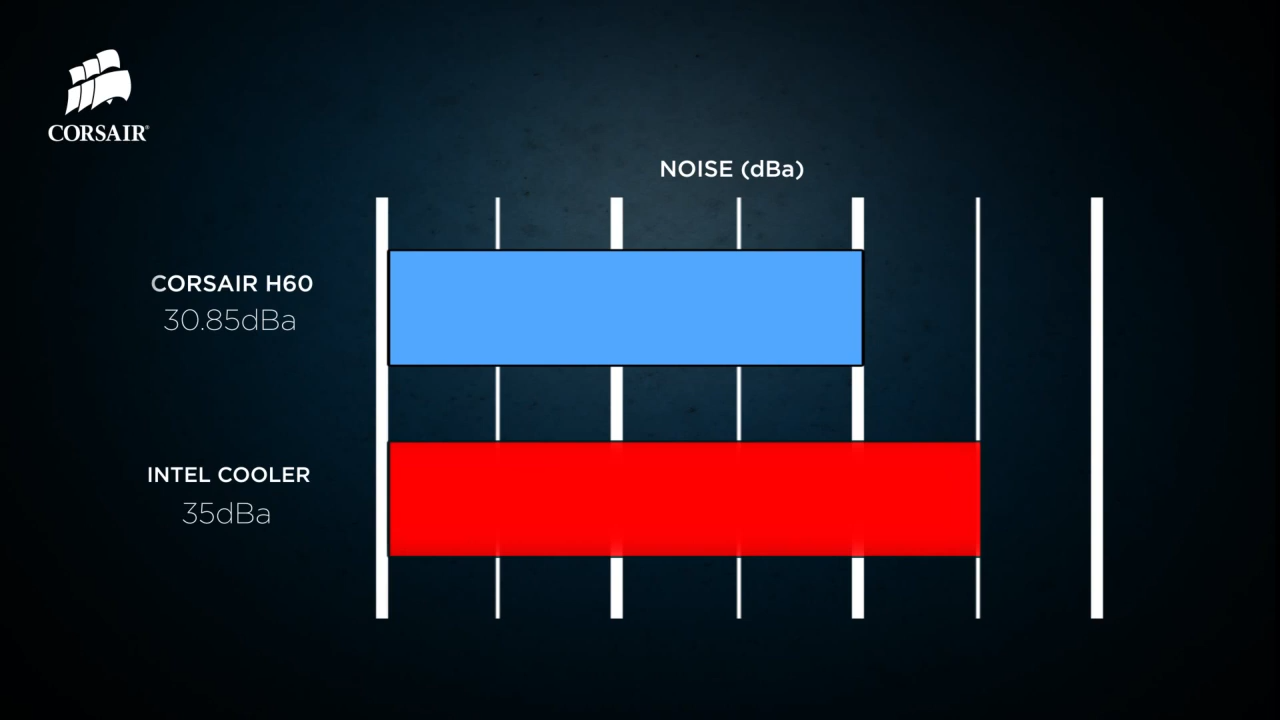 CORSAIR®
NOISE (dBa)
CORSAIR H60
30.85dBa
INTEL COOLER
35dBa